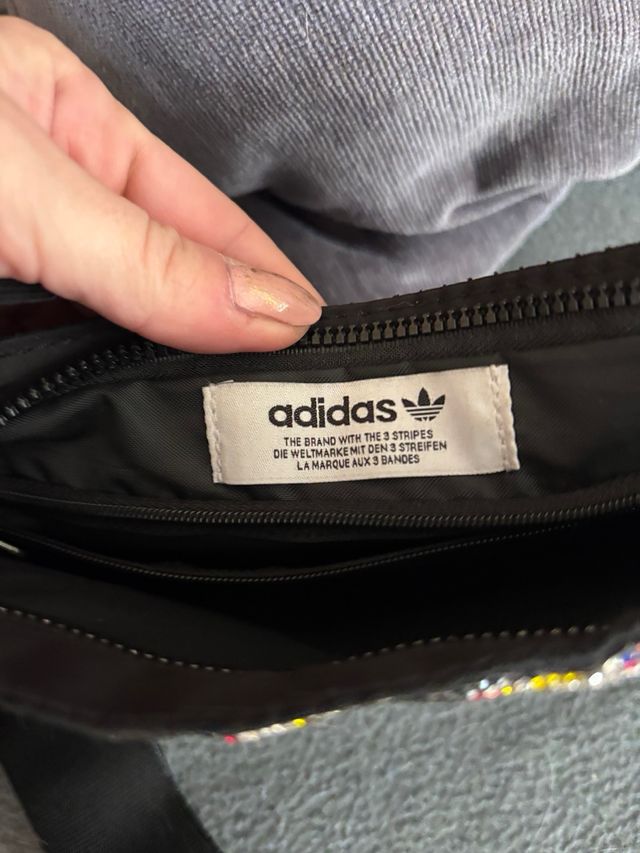 adidas
THE BRAND WITH THE 3 STRIPES
DIE WELTMARKE MIT DEN 3 STREIFEN
LA MARQUE AUX 3 BANDES